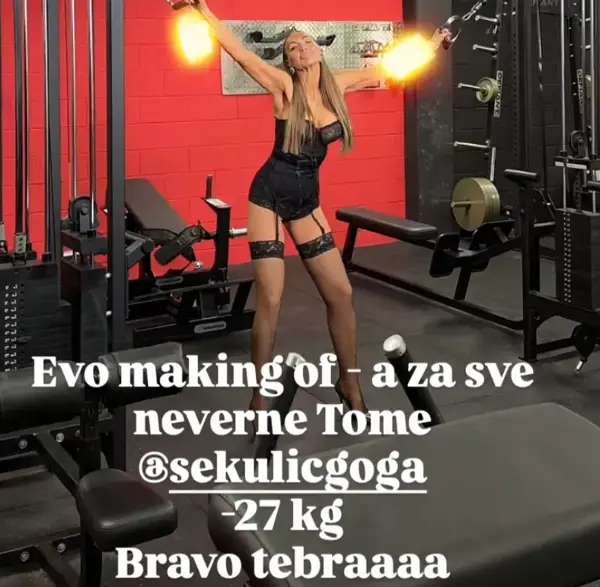 Evo making of - a za sve
neverne Tome
@sekulicgoga
-27 kg
Bravo tebraaaa